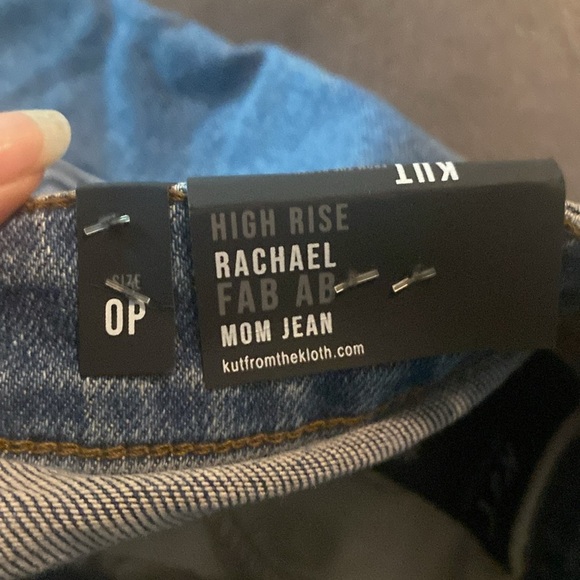 KUT
SIZE
0P
HIGH RISE
RACHAEL
FAB AB
MOM JEAN
kutfromthekloth.com